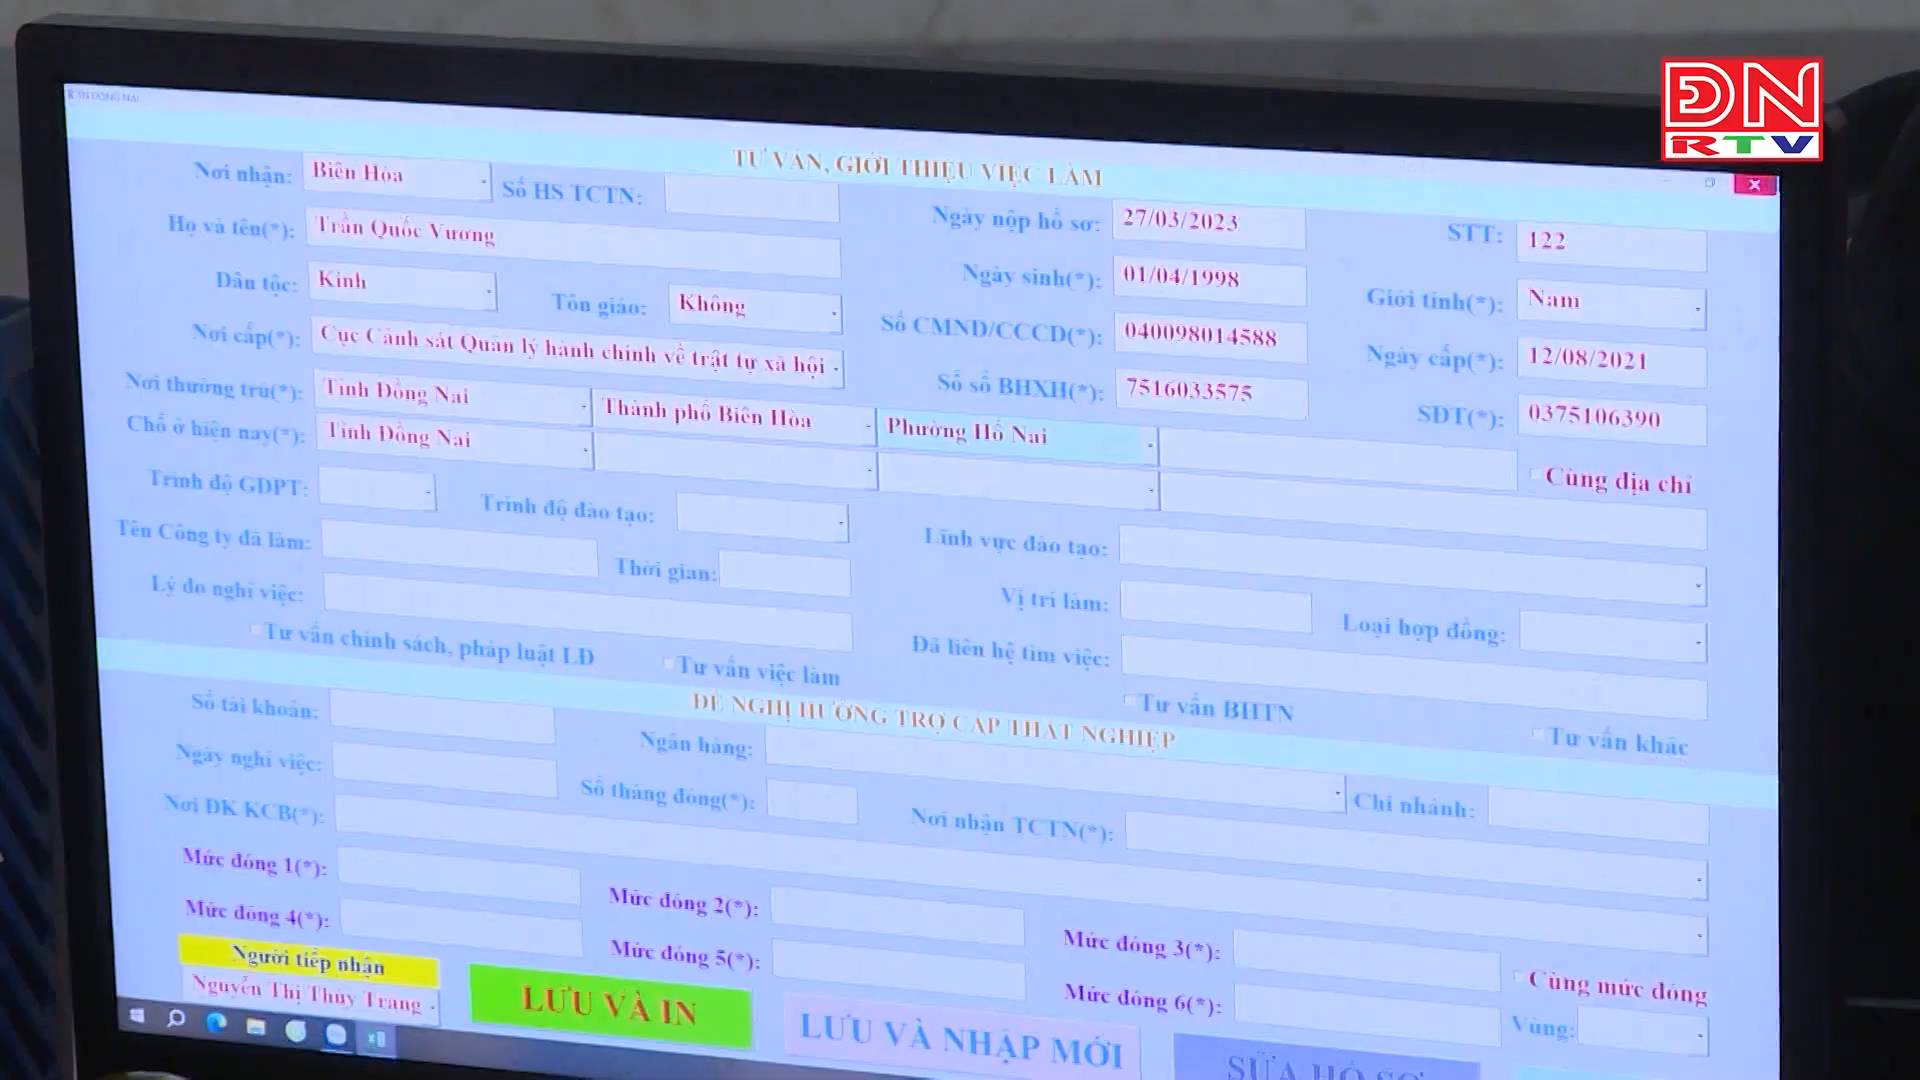 ĐN
RTV
TƯ VẤN, GIỚI THIỆU VIỆC LÀM
Nơi nhận: Biên Hòa Số HS TCTN: Ngày nộp hồ sơ: 27/03/2023 STT: 122
Họ và tên(*): Trần Quốc Vương Ngày sinh(*): 01/04/1998 Giới tính(*): Nam
Dân tộc: Kinh Tôn giáo: Không Số CMND/CCCD(*): 040098014588 Ngày cấp(*): 12/08/2021
Nơi cấp(*): Cục Cảnh sát Quản lý hành chính về trật tự xã hội Số sổ BHXH(*): 7516033575 SĐT(*): 0375106390
Nơi thường trú(*): Tỉnh Đồng Nai Thành phố Biên Hòa Phường Hố Nai Cùng địa chỉ
Chỗ ở hiện nay(*): Tỉnh Đồng Nai
Trình độ GDPT: Trình độ đào tạo: Lĩnh vực đào tạo:
Tên Công ty đã làm: Thời gian: Vị trí làm: Loại hợp đồng:
Lý do nghỉ việc: Đã liên hệ tìm việc:
Tư vấn chính sách, pháp luật LĐ Tư vấn việc làm Tư vấn BHTN Tư vấn khác
ĐỀ NGHỊ HƯỞNG TRỢ CẤP THẤT NGHIỆP
Số tài khoản: Ngân hàng: Chi nhánh:
Ngày nghỉ việc: Số tháng đóng(*): Nơi nhận TCTN(*):
Nơi ĐK KCB(*):
Mức đóng 1(*): Mức đóng 2(*): Mức đóng 3(*): Cùng mức đóng
Mức đóng 4(*): Mức đóng 5(*): Mức đóng 6(*): Vùng:
Người tiếp nhận
Nguyễn Thị Thùy Trang
LƯU VÀ IN
LƯU VÀ NHẬP MỚI
SỬA HỒ SƠ